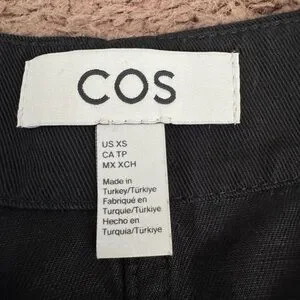 COS
US XS
CA TP
MX XCH
Made in
Turkey/Türkiye
Fabriqué en
Turquie/Türkiye
Hecho en
Turquía/Türkiye